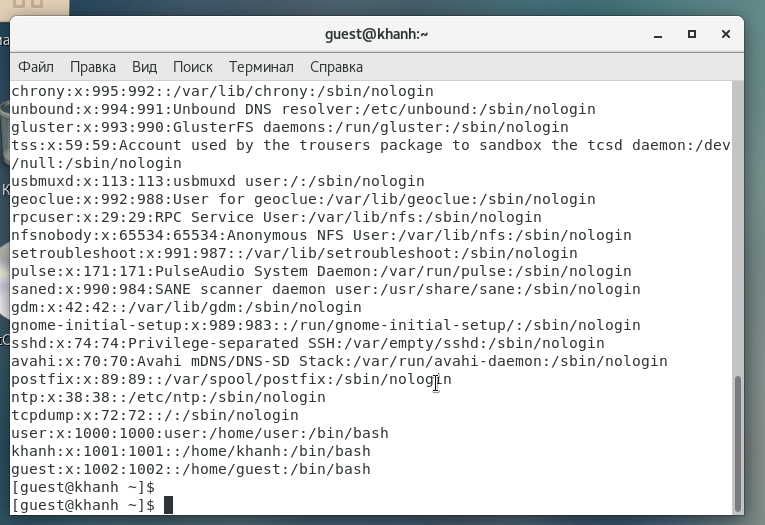 guest@khanh:~
Файл Правка Вид Поиск Терминал Справка
chrony:x:995:992::/var/lib/chrony:/sbin/nologin
unbound:x:994:991:Unbound DNS resolver:/etc/unbound:/sbin/nologin
gluster:x:993:990:GlusterFS daemons:/run/gluster:/sbin/nologin
tss:x:59:59:Account used by the trousers package to sandbox the tcsd daemon:/dev
/null:/sbin/nologin
usbmuxd:x:113:113:usbmuxd user:/:/sbin/nologin
geoclue:x:992:988:User for geoclue:/var/lib/geoclue:/sbin/nologin
rpcuser:x:29:29:RPC Service User:/var/lib/nfs:/sbin/nologin
nfsnobody:x:65534:65534:Anonymous NFS User:/var/lib/nfs:/sbin/nologin
setroubleshoot:x:991:987::/var/lib/setroubleshoot:/sbin/nologin
pulse:x:171:171:PulseAudio System Daemon:/var/run/pulse:/sbin/nologin
saned:x:990:984:SANE scanner daemon user:/usr/share/sane:/sbin/nologin
gdm:x:42:42::/var/lib/gdm:/sbin/nologin
gnome-initial-setup:x:989:983::/run/gnome-initial-setup/:/sbin/nologin
sshd:x:74:74:Privilege-separated SSH:/var/empty/sshd:/sbin/nologin
avahi:x:70:70:Avahi mDNS/DNS-SD Stack:/var/run/avahi-daemon:/sbin/nologin
postfix:x:89:89::/var/spool/postfix:/sbin/nologin
ntp:x:38:38::/etc/ntp:/sbin/nologin
tcpdump:x:72:72::/:/sbin/nologin
user:x:1000:1000:user:/home/user:/bin/bash
khanh:x:1001:1001::/home/khanh:/bin/bash
guest:x:1002:1002::/home/guest:/bin/bash
[guest@khanh ~]$
[guest@khanh ~]$